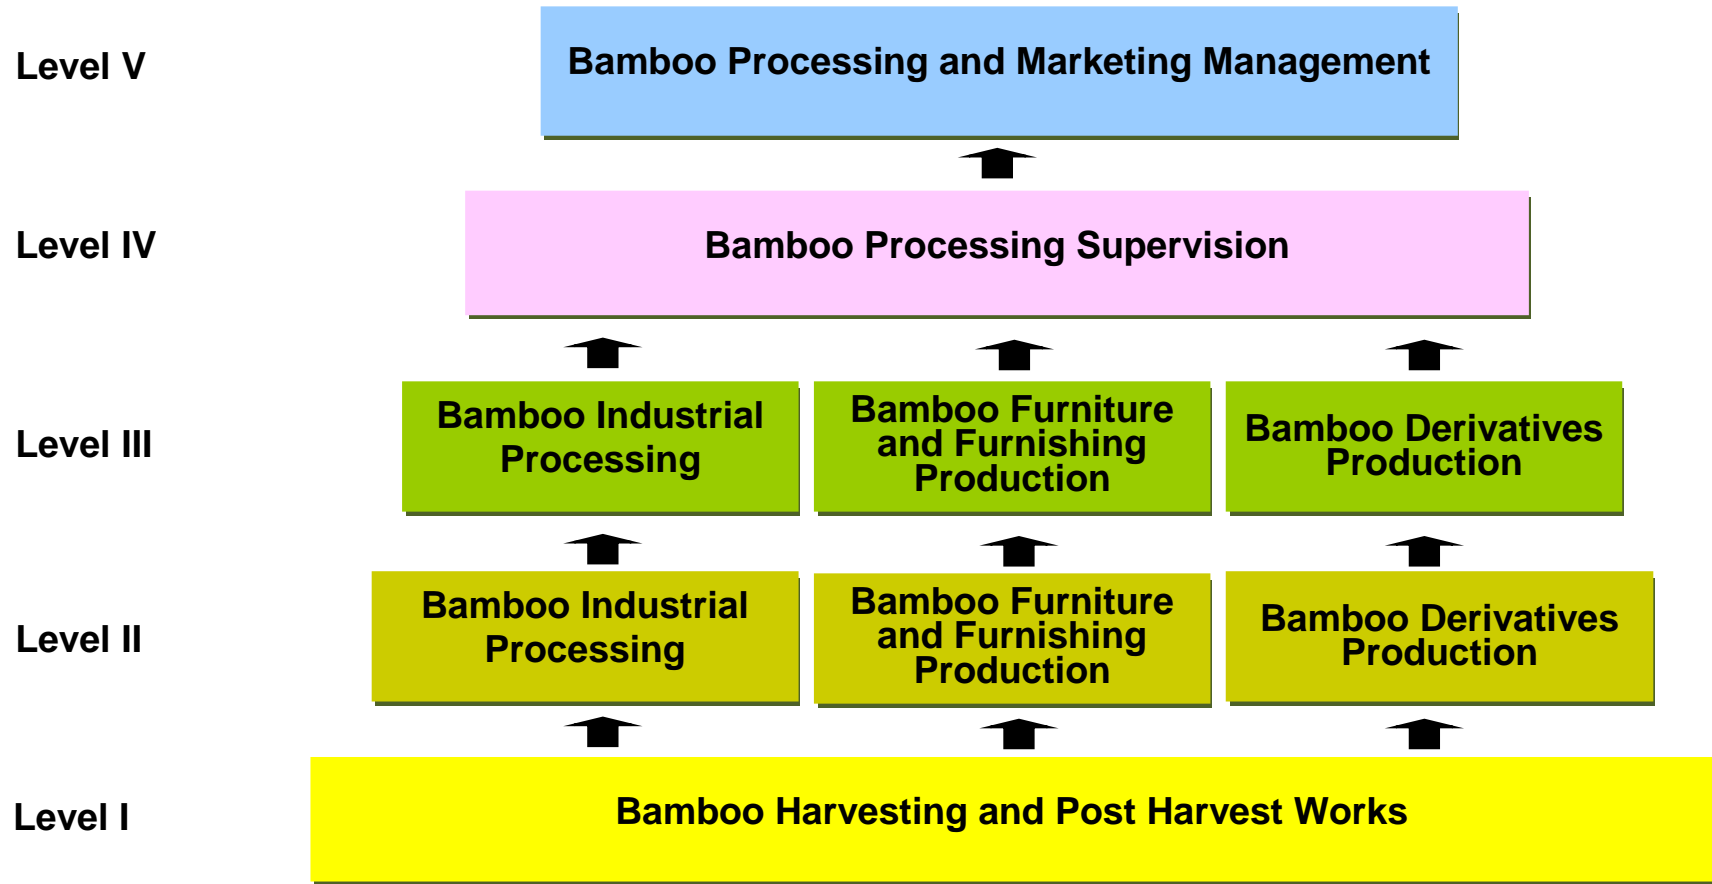 Level V
Bamboo Processing and Marketing Management
Level IV
Bamboo Processing Supervision
Level III
Bamboo Industrial
Processing
Bamboo Furniture
and Furnishing
Production
Bamboo Derivatives
Production
Level II
Bamboo Industrial
Processing
Bamboo Furniture
and Furnishing
Production
Bamboo Derivatives
Production
Level I
Bamboo Harvesting and Post Harvest Works